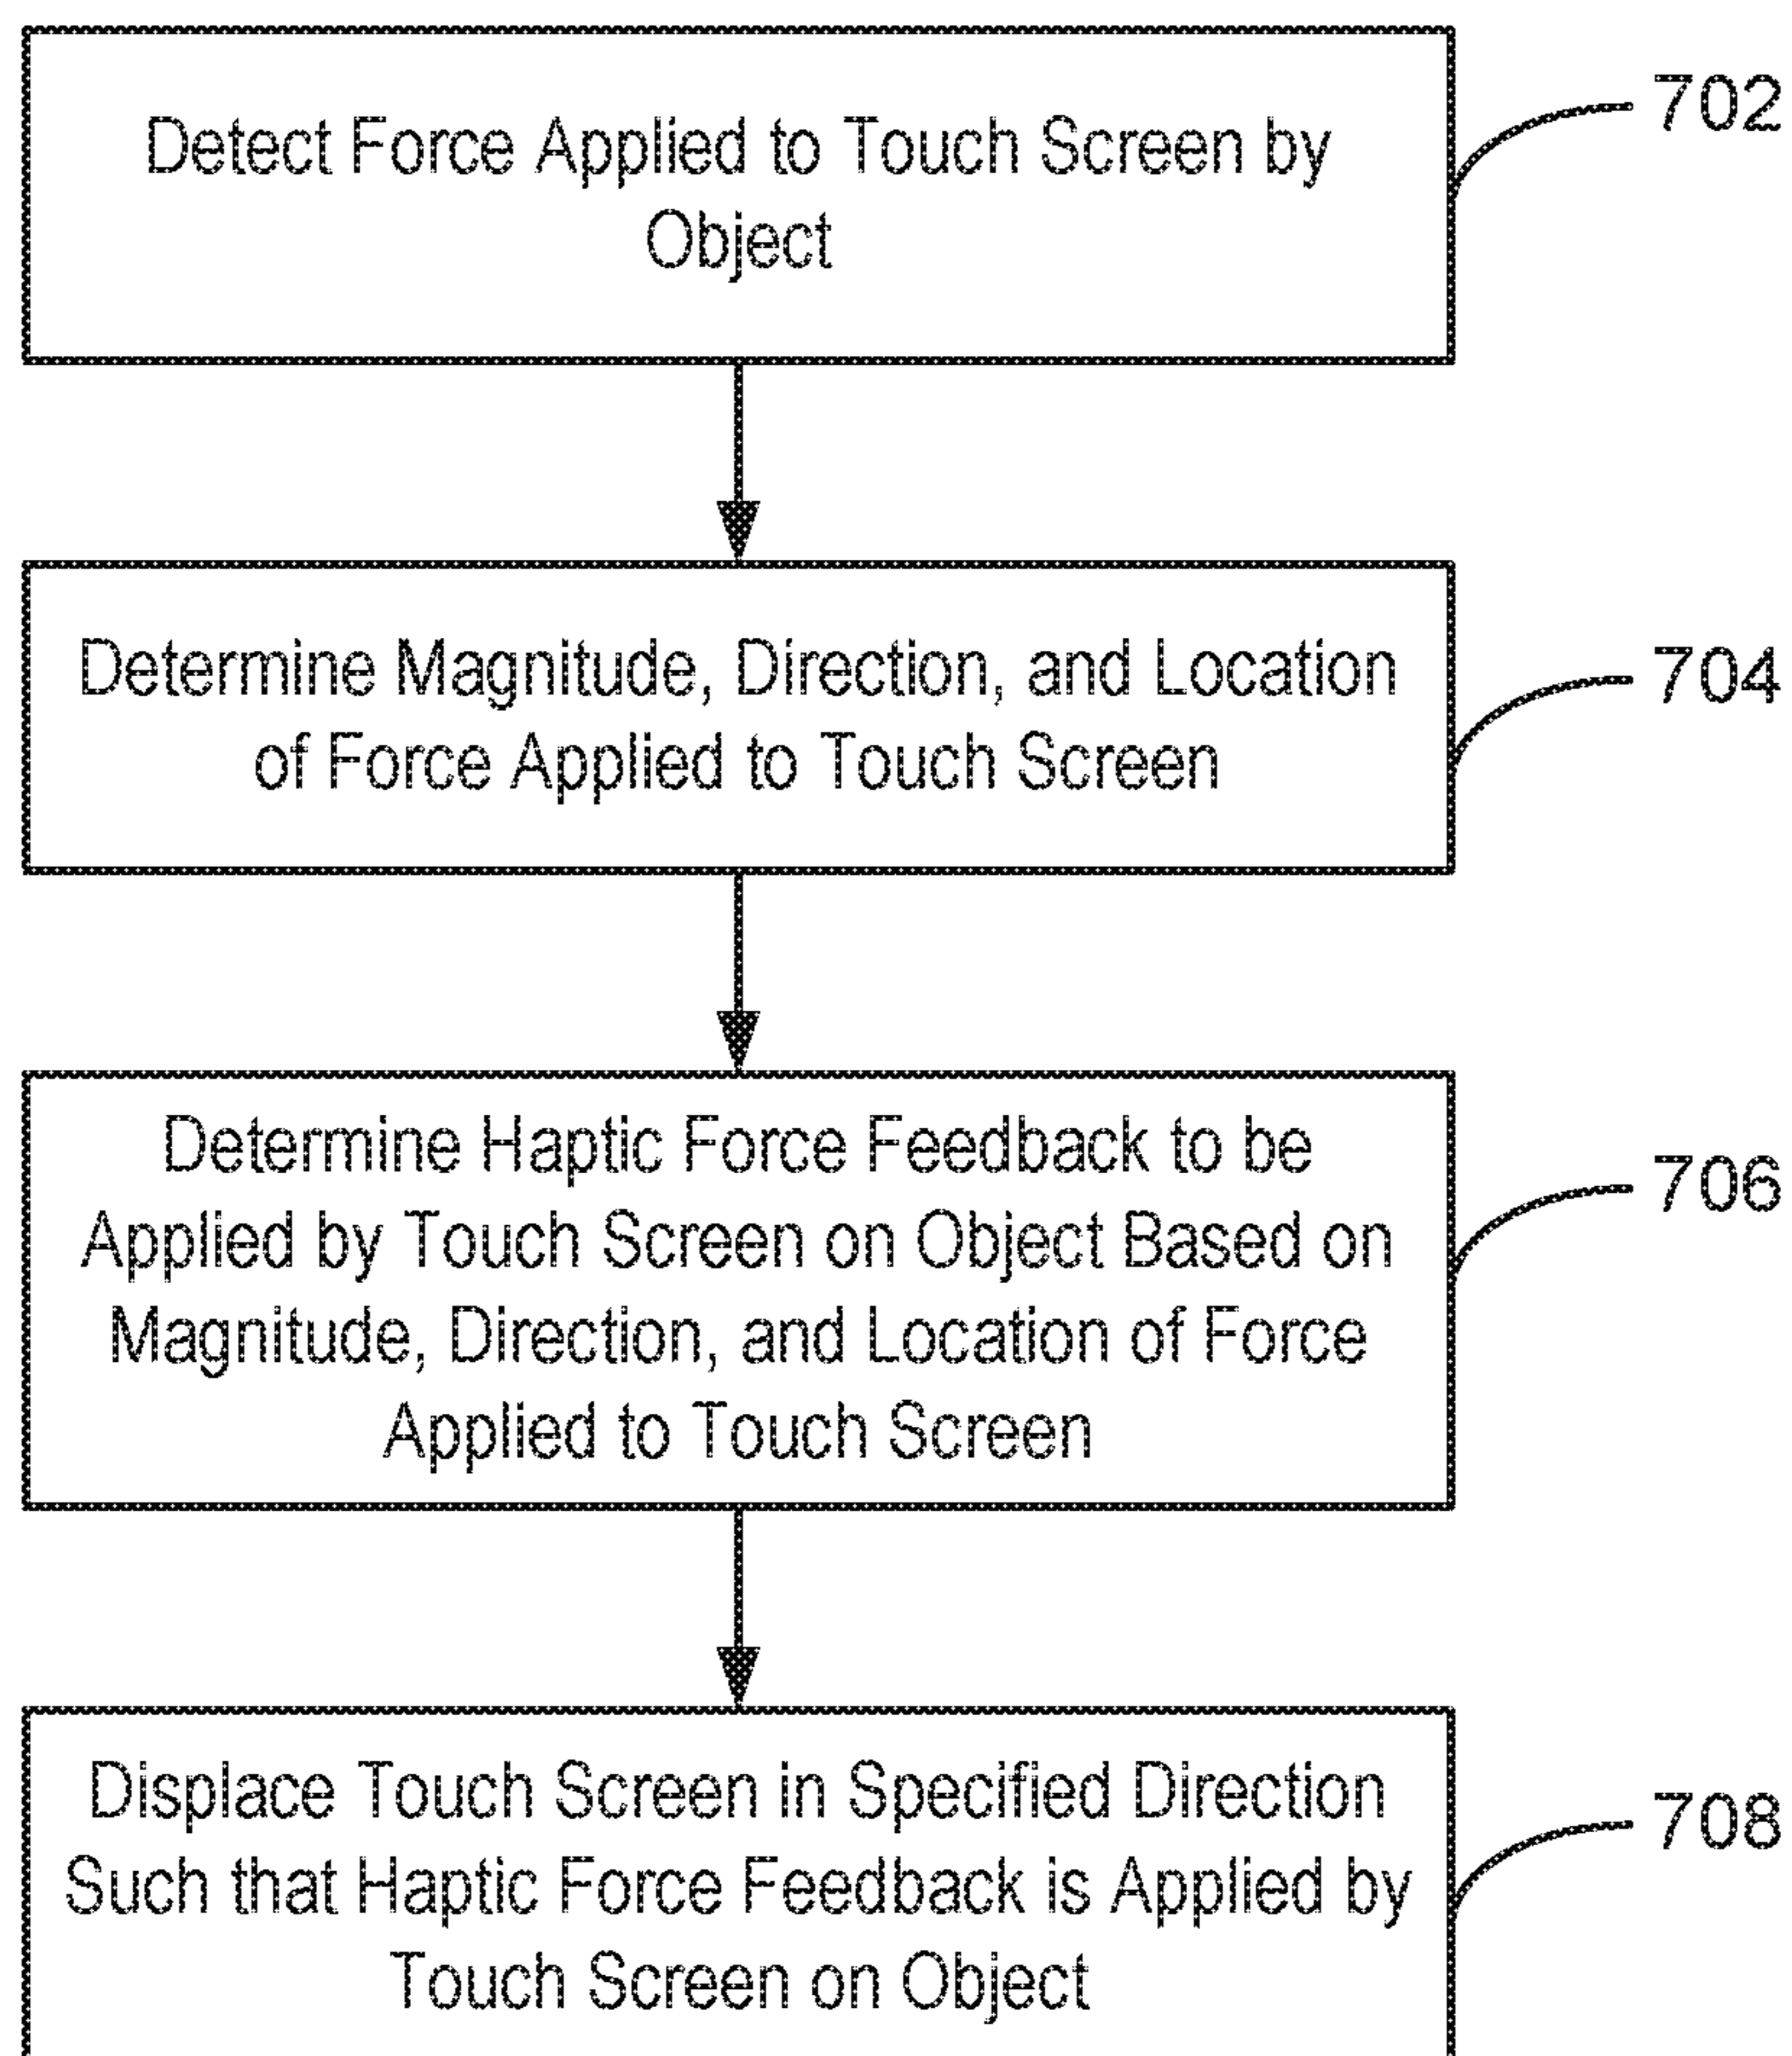 Detect Force Applied to Touch Screen by
Object
702
Determine Magnitude, Direction, and Location
of Force Applied to Touch Screen
704
Determine Haptic Force Feedback to be
Applied by Touch Screen on Object Based on
Magnitude, Direction, and Location of Force
Applied to Touch Screen
706
Displace Touch Screen in Specified Direction
Such that Haptic Force Feedback is Applied by
Touch Screen on Object
708